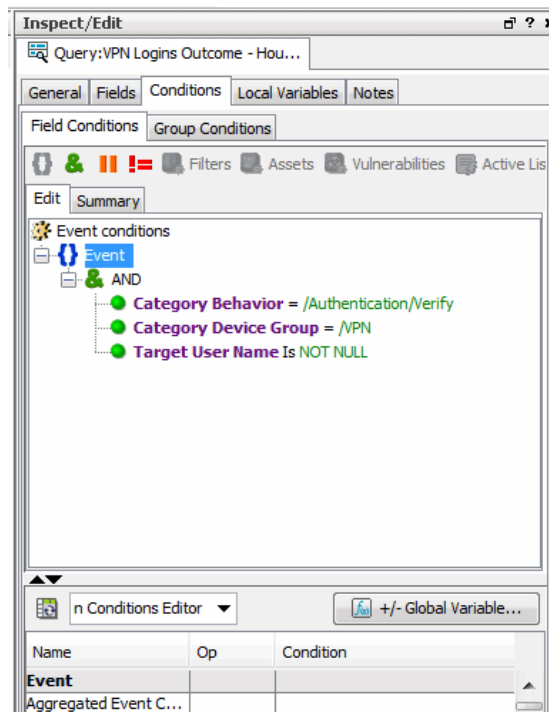 Inspect/Edit
Query:VPN Logins Outcome - Hou...
General Fields Conditions Local Variables Notes
Field Conditions Group Conditions
{} & || != Filters Assets Vulnerabilities Active Lis
Edit Summary
Event conditions
{} Event
& AND
Category Behavior = /Authentication/Verify
Category Device Group = /VPN
Target User Name Is NOT NULL
n Conditions Editor
+/- Global Variable...
Name Op Condition
Event
Aggregated Event C...